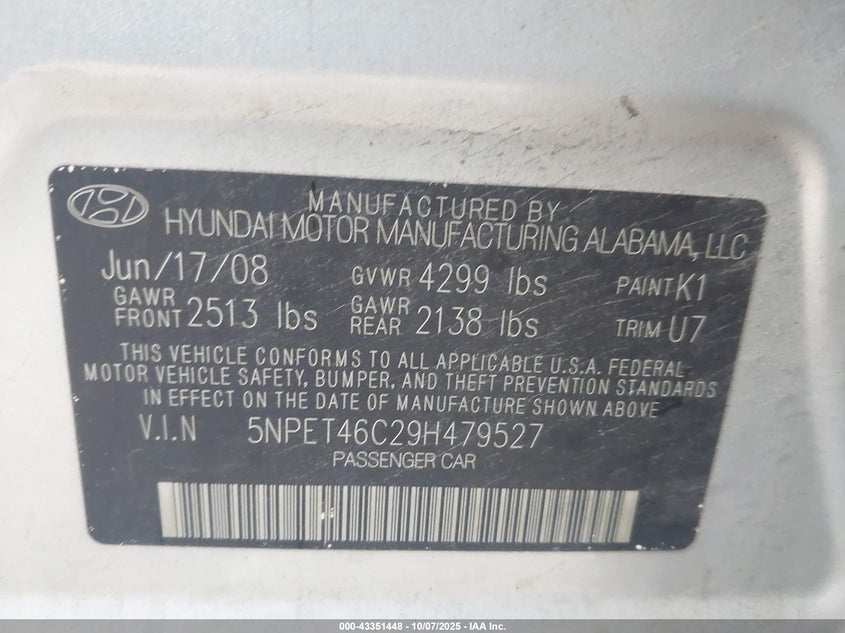 MANUFACTURED BY
HYUNDAI MOTOR MANUFACTURING ALABAMA, LLC
Jun/17/08 GVWR 4299 lbs PAINT K1
GAWR FRONT 2513 lbs GAWR REAR 2138 lbs TRIM U7
THIS VEHICLE CONFORMS TO ALL APPLICABLE U.S.A. FEDERAL
MOTOR VEHICLE SAFETY, BUMPER, AND THEFT PREVENTION STANDARDS
IN EFFECT ON THE DATE OF MANUFACTURE SHOWN ABOVE
V.I.N 5NPET46C29H479527
PASSENGER CAR
000-43351448 - 10/07/2025 - IAA Inc.